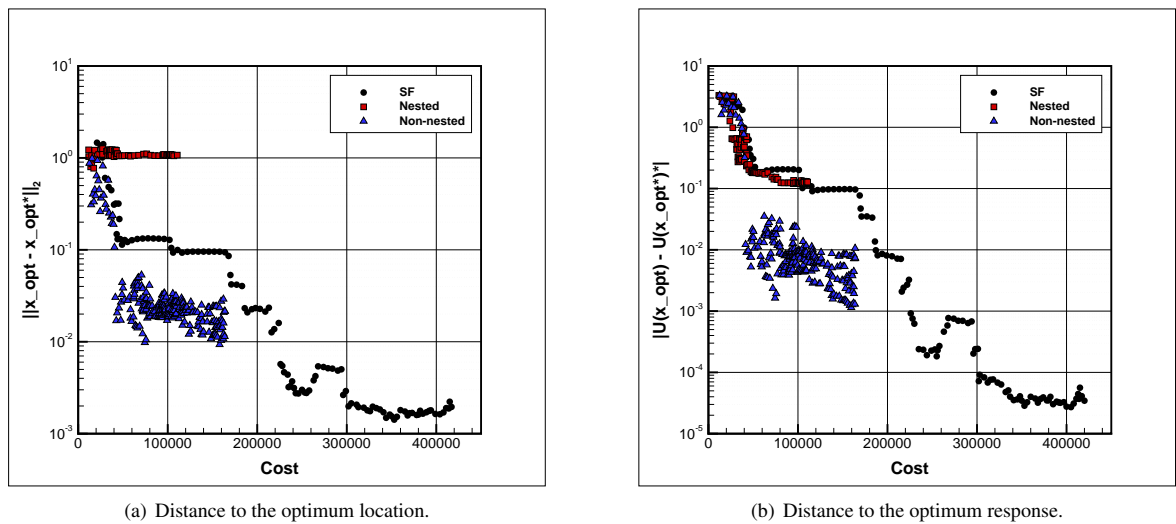 10^1
10^0
10^-1
10^-2
10^-3
||x_opt - x_opt*||_2
0 100000 200000 300000 400000
Cost
SF
Nested
Non-nested
(a) Distance to the optimum location.
10^1
10^0
10^-1
10^-2
10^-3
10^-4
10^-5
|U(x_opt) - U(x_opt*)*|
0 100000 200000 300000 400000
Cost
SF
Nested
Non-nested
(b) Distance to the optimum response.